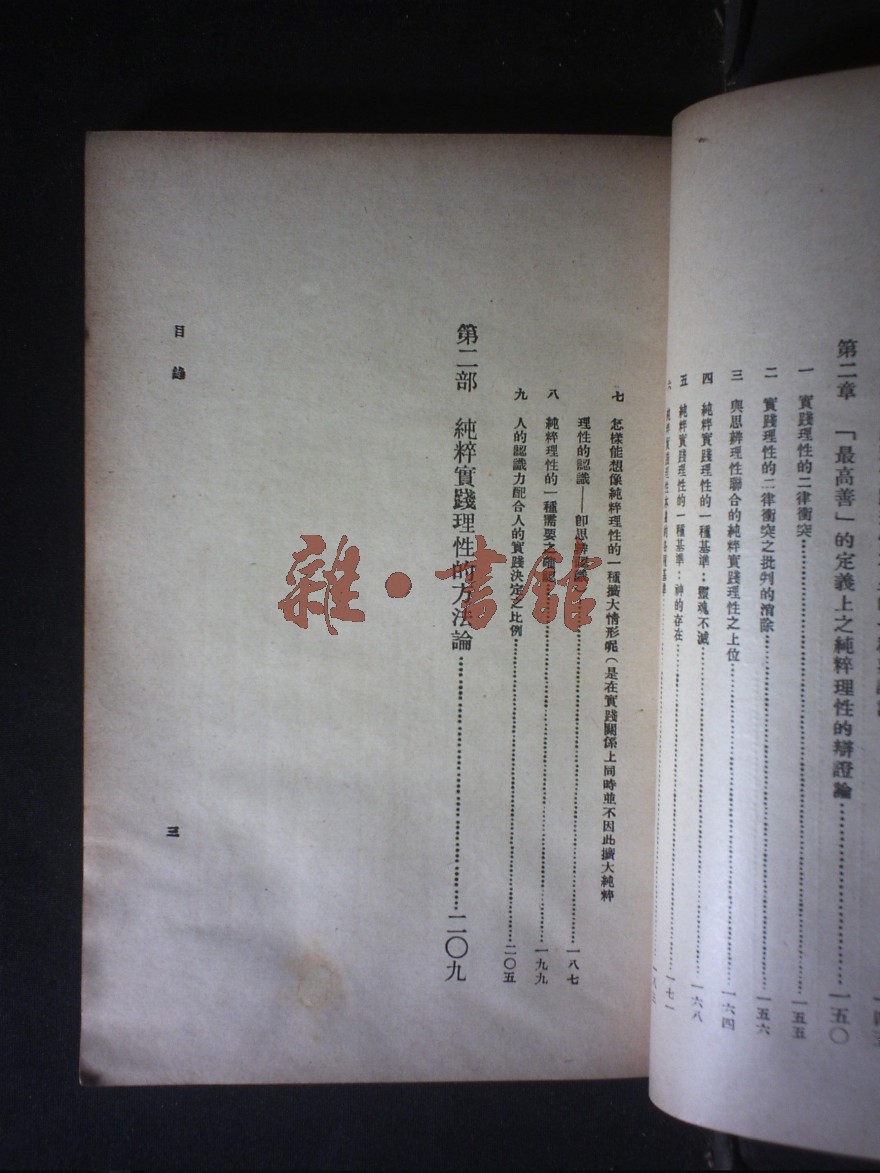 第二章 「最高善」的定義上之純粹理性的辯證論……一五〇
一 實踐理性的二律衝突……一五五
二 實踐理性的二律衝突之批判的消除……一五六
三 與思辨理性聯合的純粹實踐理性之上位……一六四
四 純粹實踐理性的一種基準：靈魂不滅……一六八
五 純粹實踐理性的一種基準：神的存在……一七一
七 怎樣能想像純粹理性的一種擴大情形呢（是在實踐關係上同時並不因此擴大純粹
理性的認識——即思辨認識）……一八七
八 純粹理性的一種需要之……一九九
九 人的認識力配合人的實踐決定之比例……二〇五
第二部 純粹實踐理性的方法論……二〇九
目錄
三
雜·書館